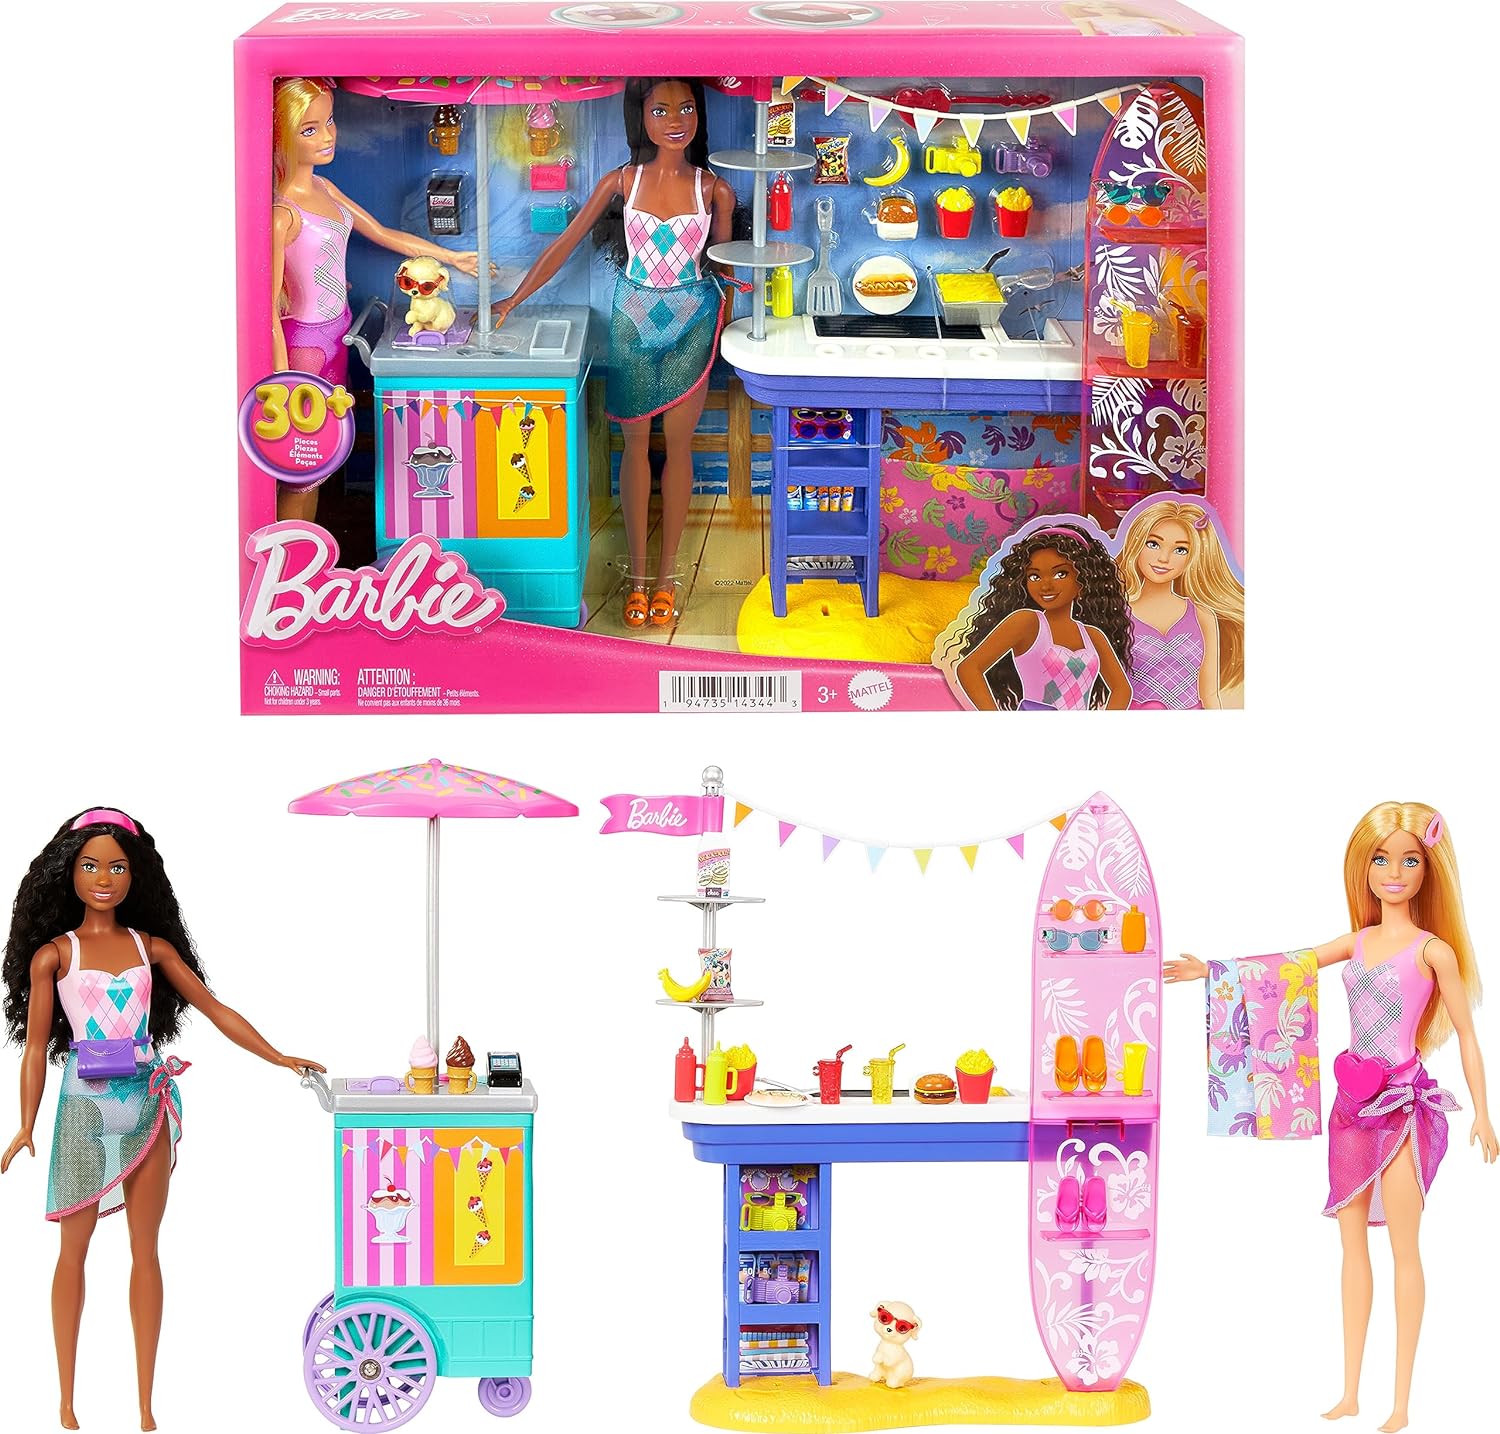 Barbie
Barbie
30+
Pieces
Piezas
Éléments
Peças
©2022 Mattel.
Barbie
WARNING:
CHOKING HAZARD - Small parts
Not for children under 3 years.
ATTENTION :
DANGER D'ÉTOUFFEMENT - Petits éléments.
Ne convient pas aux enfants de moins de 36 mois.
1 94735 14344 3
3+
MATTEL
Barbie